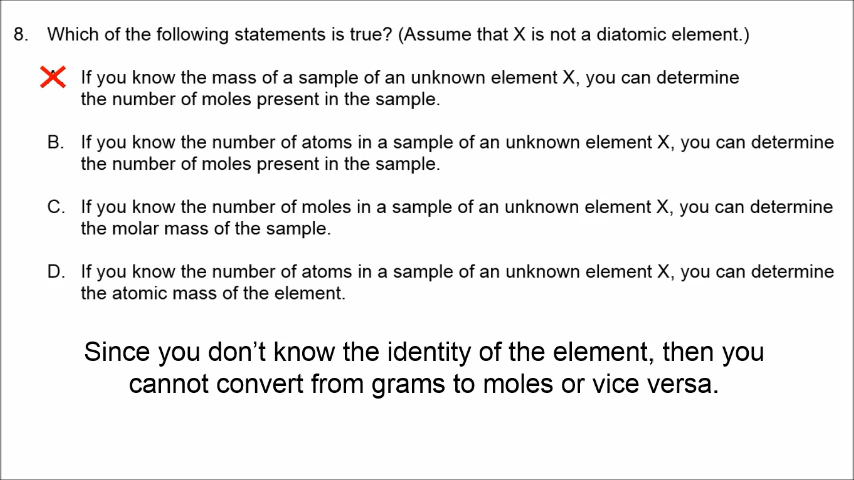 8. Which of the following statements is true? (Assume that X is not a diatomic element.)
If you know the mass of a sample of an unknown element X, you can determine
the number of moles present in the sample.
B. If you know the number of atoms in a sample of an unknown element X, you can determine
the number of moles present in the sample.
C. If you know the number of moles in a sample of an unknown element X, you can determine
the molar mass of the sample.
D. If you know the number of atoms in a sample of an unknown element X, you can determine
the atomic mass of the element.
Since you don't know the identity of the element, then you
cannot convert from grams to moles or vice versa.